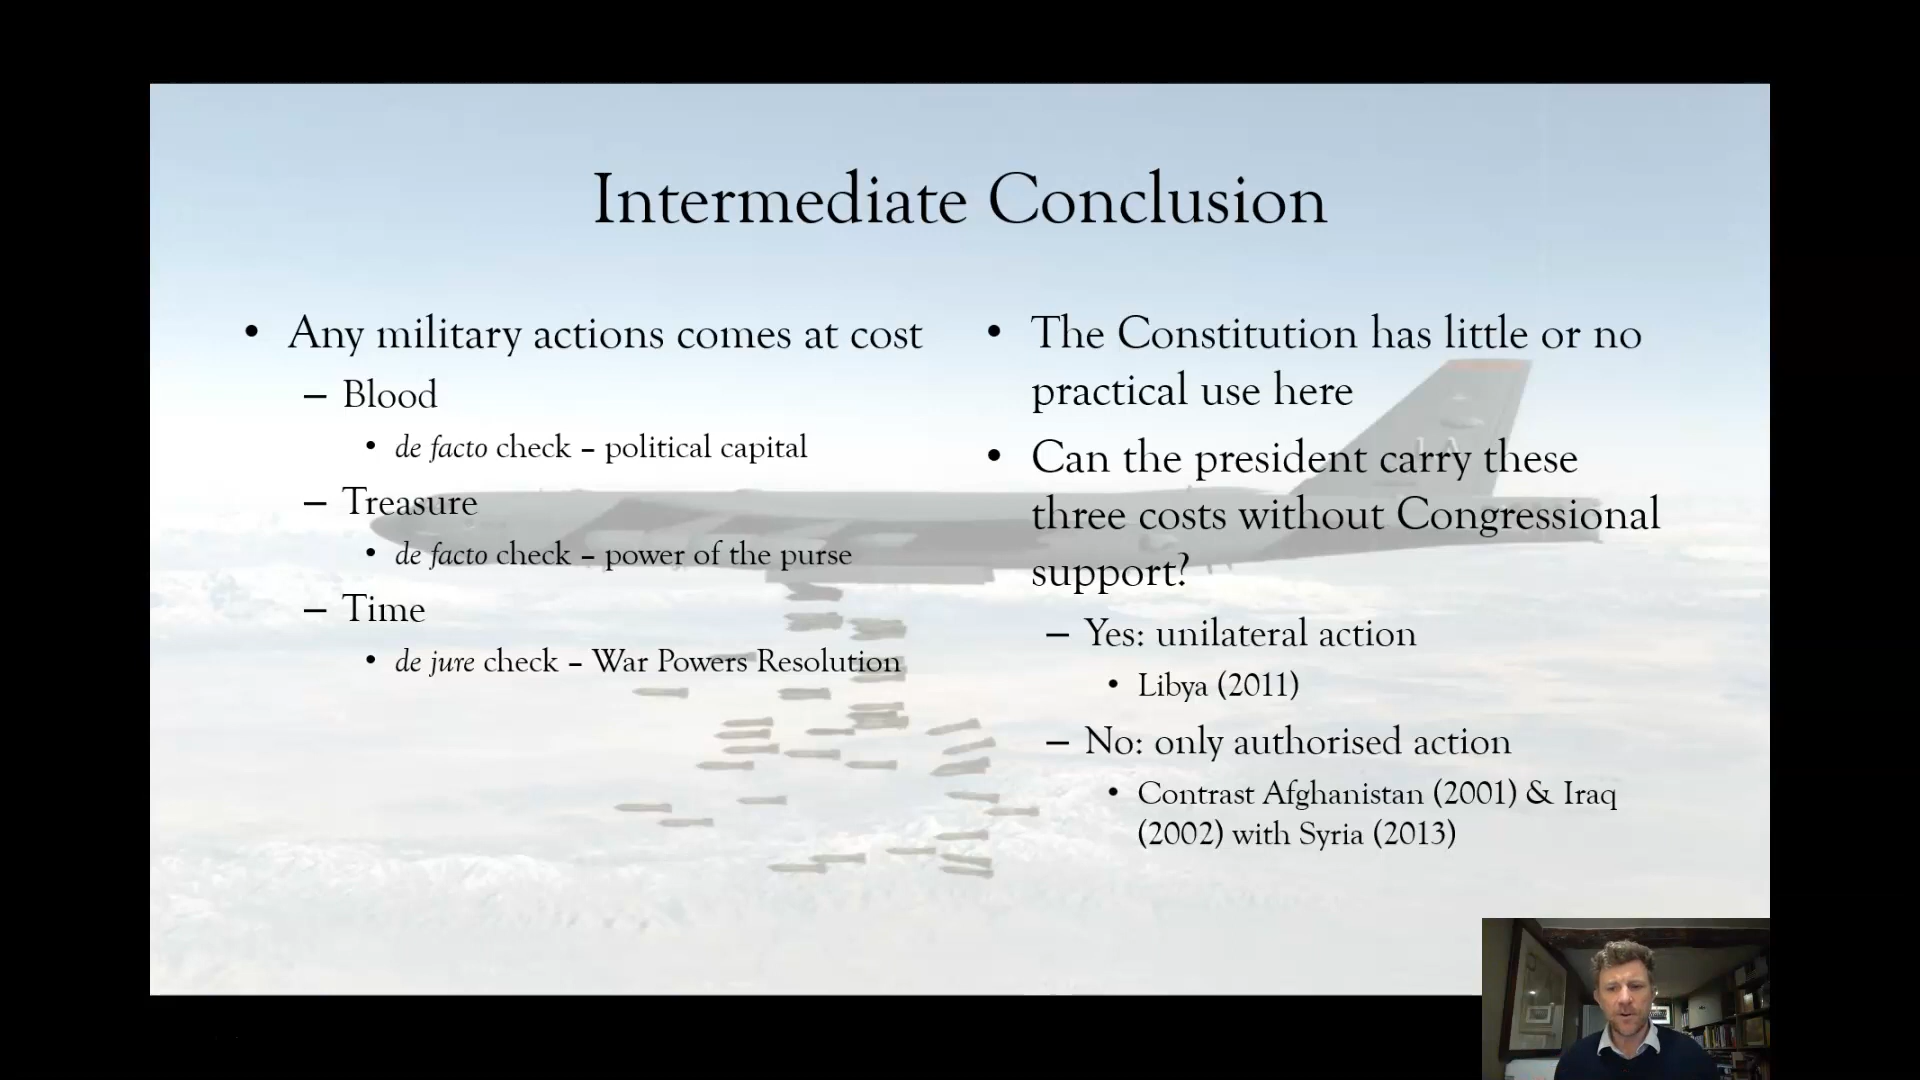 Intermediate Conclusion
• Any military actions comes at cost
– Blood
• de facto check – political capital
– Treasure
• de facto check – power of the purse
– Time
• de jure check – War Powers Resolution
• The Constitution has little or no
practical use here
• Can the president carry these
three costs without Congressional
support?
– Yes: unilateral action
• Libya (2011)
– No: only authorised action
• Contrast Afghanistan (2001) & Iraq
(2002) with Syria (2013)
LA